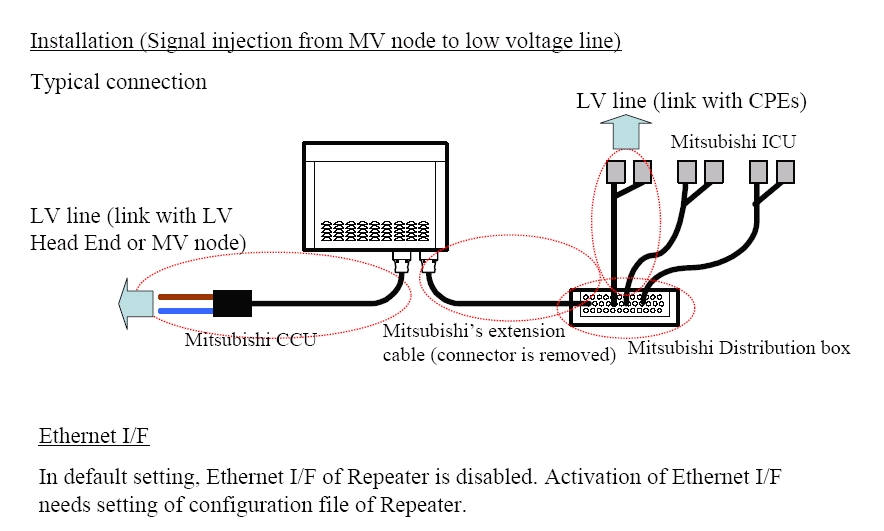 Installation (Signal injection from MV node to low voltage line)
Typical connection
LV line (link with CPEs)
Mitsubishi ICU
LV line (link with LV
Head End or MV node)
Mitsubishi CCU
Mitsubishi’s extension
cable (connector is removed)
Mitsubishi Distribution box
Ethernet I/F
In default setting, Ethernet I/F of Repeater is disabled. Activation of Ethernet I/F
needs setting of configuration file of Repeater.